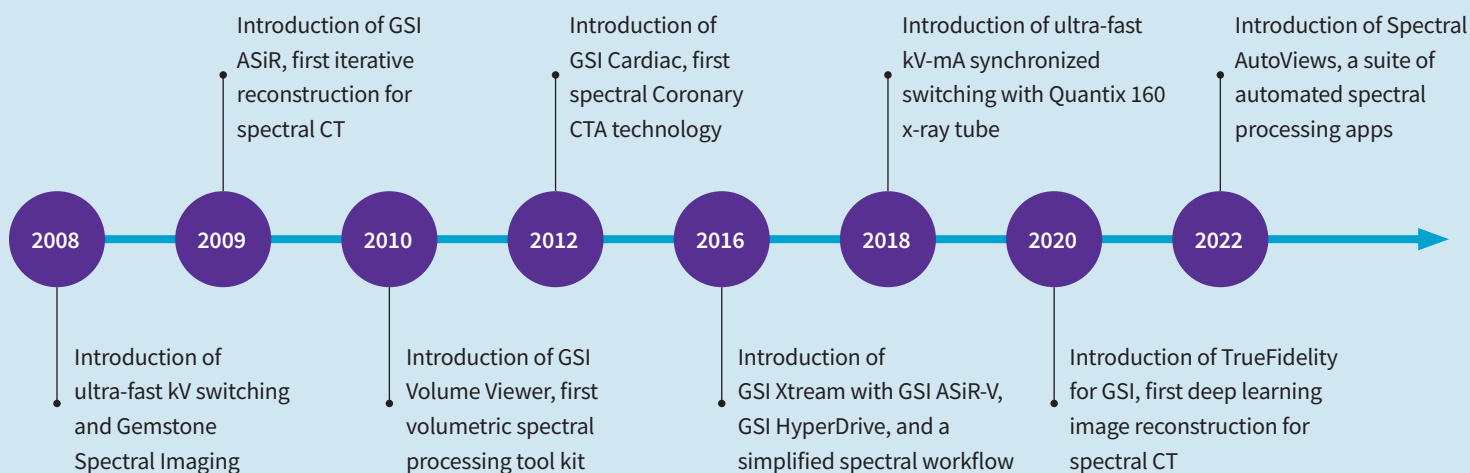 Introduction of GSI
ASiR, first iterative
reconstruction for
spectral CT
Introduction of
GSI Cardiac, first
spectral Coronary
CTA technology
Introduction of ultra-fast
kV-mA synchronized
switching with Quantix 160
x-ray tube
Introduction of Spectral
AutoViews, a suite of
automated spectral
processing apps
2008
2009
2010
2012
2016
2018
2020
2022
Introduction of
ultra-fast kV switching
and Gemstone
Spectral Imaging
Introduction of GSI
Volume Viewer, first
volumetric spectral
processing tool kit
Introduction of
GSI Xtream with GSI ASiR-V,
GSI HyperDrive, and a
simplified spectral workflow
Introduction of TrueFidelity
for GSI, first deep learning
image reconstruction for
spectral CT